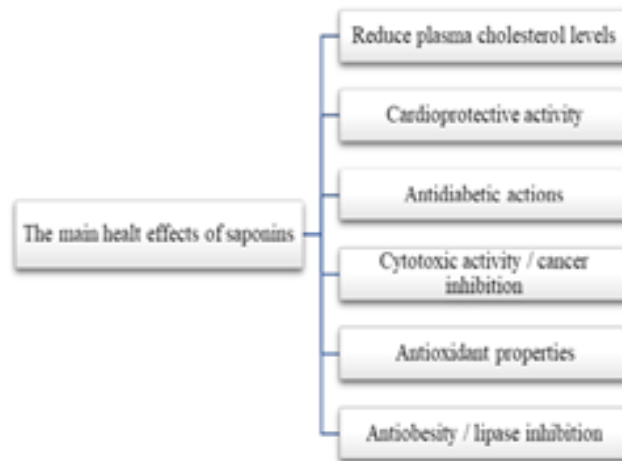 Reduce plasma cholesterol levels
Cardioprotective activity
Antidiabetic actions
The main healt effects of saponins
Cytotoxic activity / cancer
inhibition
Antioxidant properties
Antiobesity / lipase inhibition